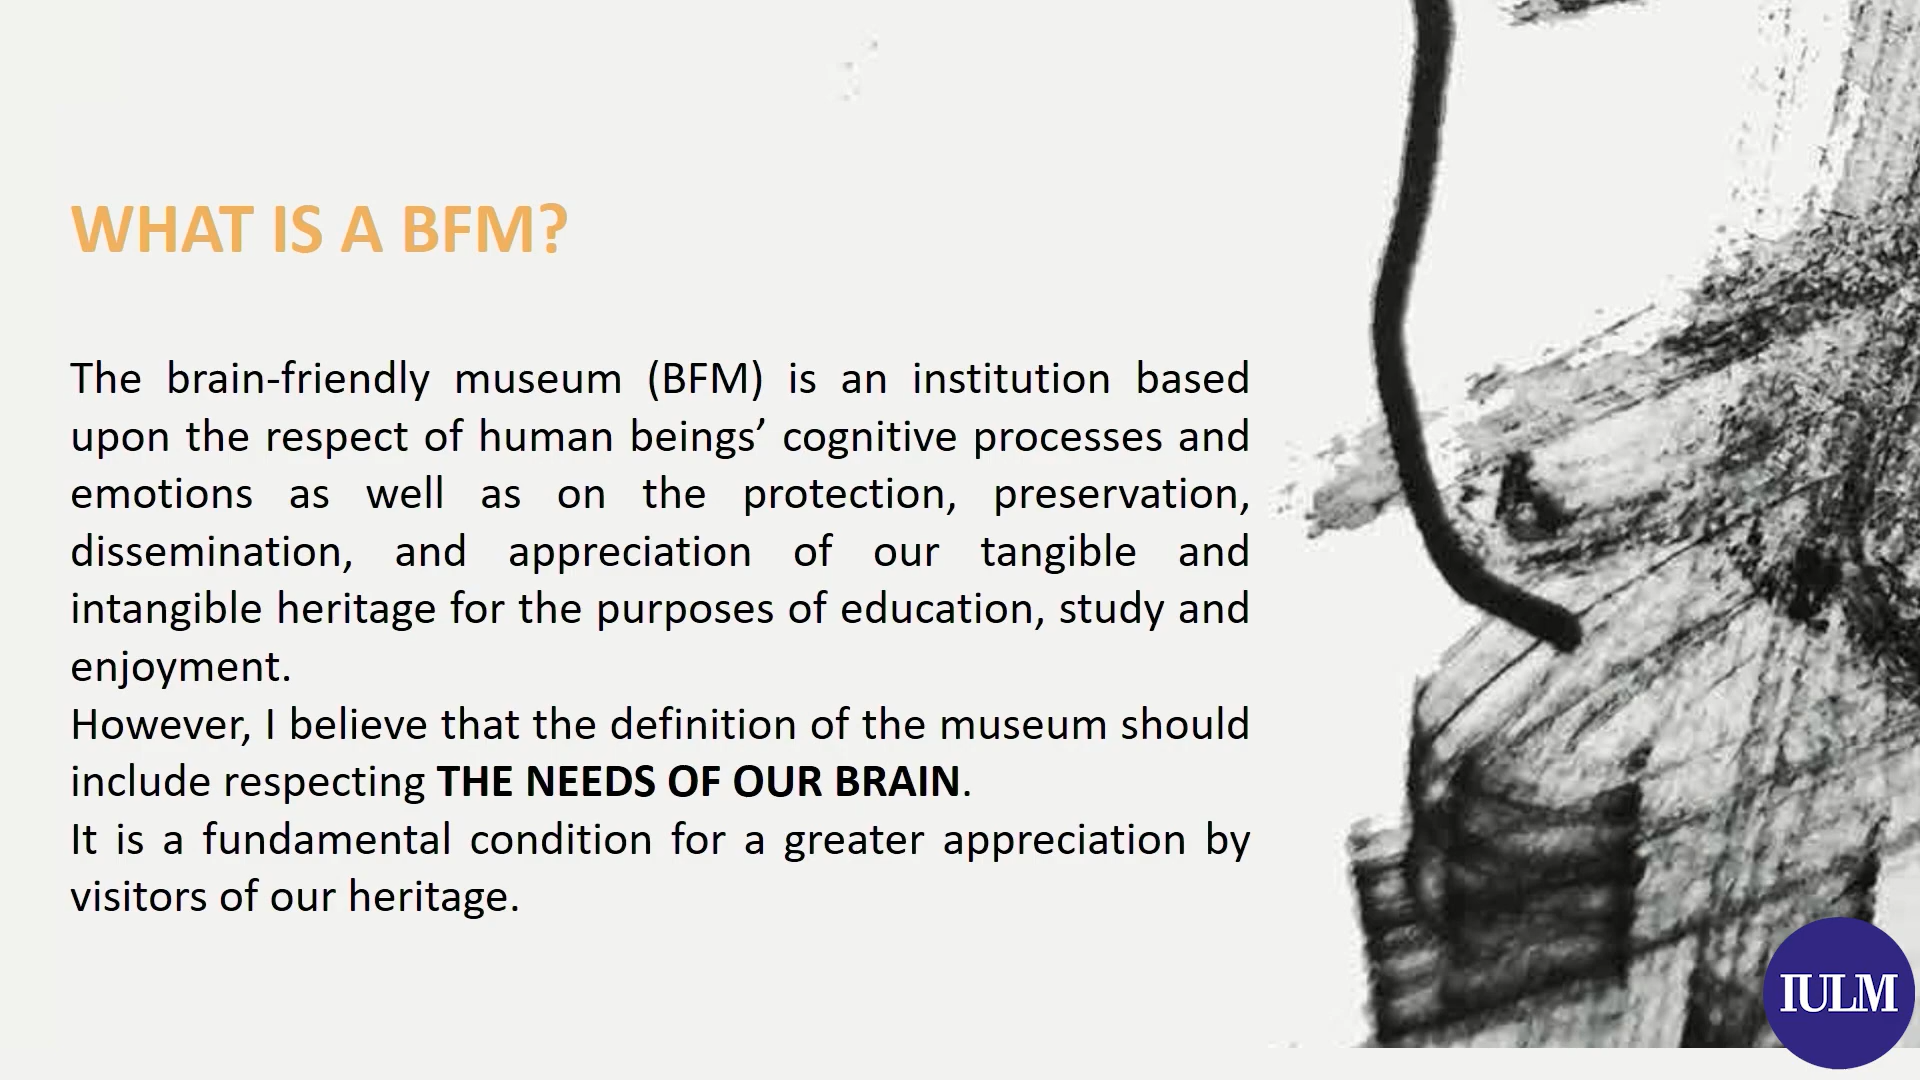 WHAT IS A BFM?
The brain-friendly museum (BFM) is an institution based
upon the respect of human beings’ cognitive processes and
emotions as well as on the protection, preservation,
dissemination, and appreciation of our tangible and
intangible heritage for the purposes of education, study and
enjoyment.
However, I believe that the definition of the museum should
include respecting THE NEEDS OF OUR BRAIN.
It is a fundamental condition for a greater appreciation by
visitors of our heritage.
IULM